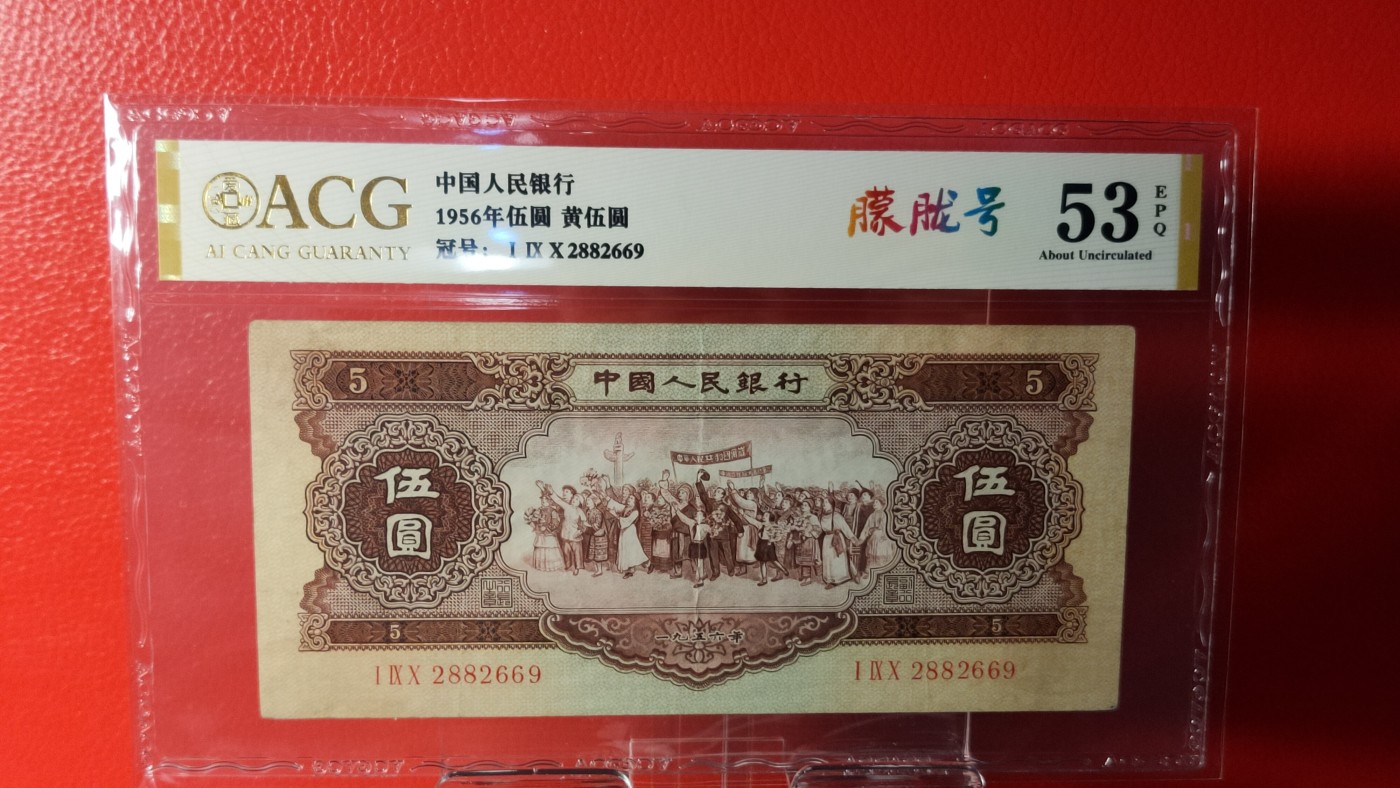 ACG
AI CANG GUARANTY
中国人民银行
1956年伍圆 黄伍圆
冠号： I IX X 2882669
朦胧号
53
EPQ
About Uncirculated
5
中國人民銀行
5
伍圓
伍圓
5
一九五六年
5
I IX X 2882669
I IX X 2882669